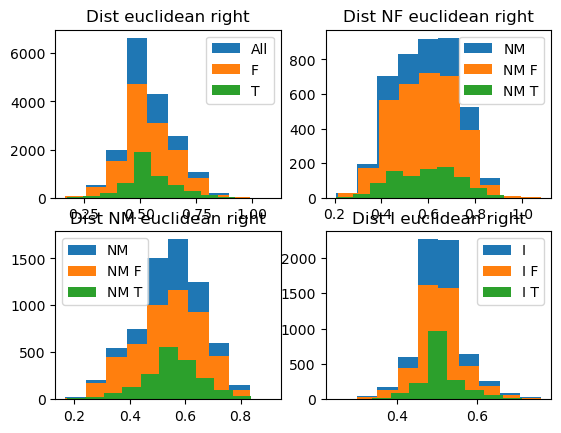 Dist euclidean right
6000
4000
2000
0
0.25
0.50
0.75
1.00
All
F
T
Dist NF euclidean right
800
600
400
200
0
0.2
0.4
0.6
0.8
1.0
NM
NM F
NM T
Dist NM euclidean right
1500
1000
500
0
0.2
0.4
0.6
0.8
NM
NM F
NM T
Dist I euclidean right
2000
1500
1000
500
0
0.4
0.6
I
I F
I T